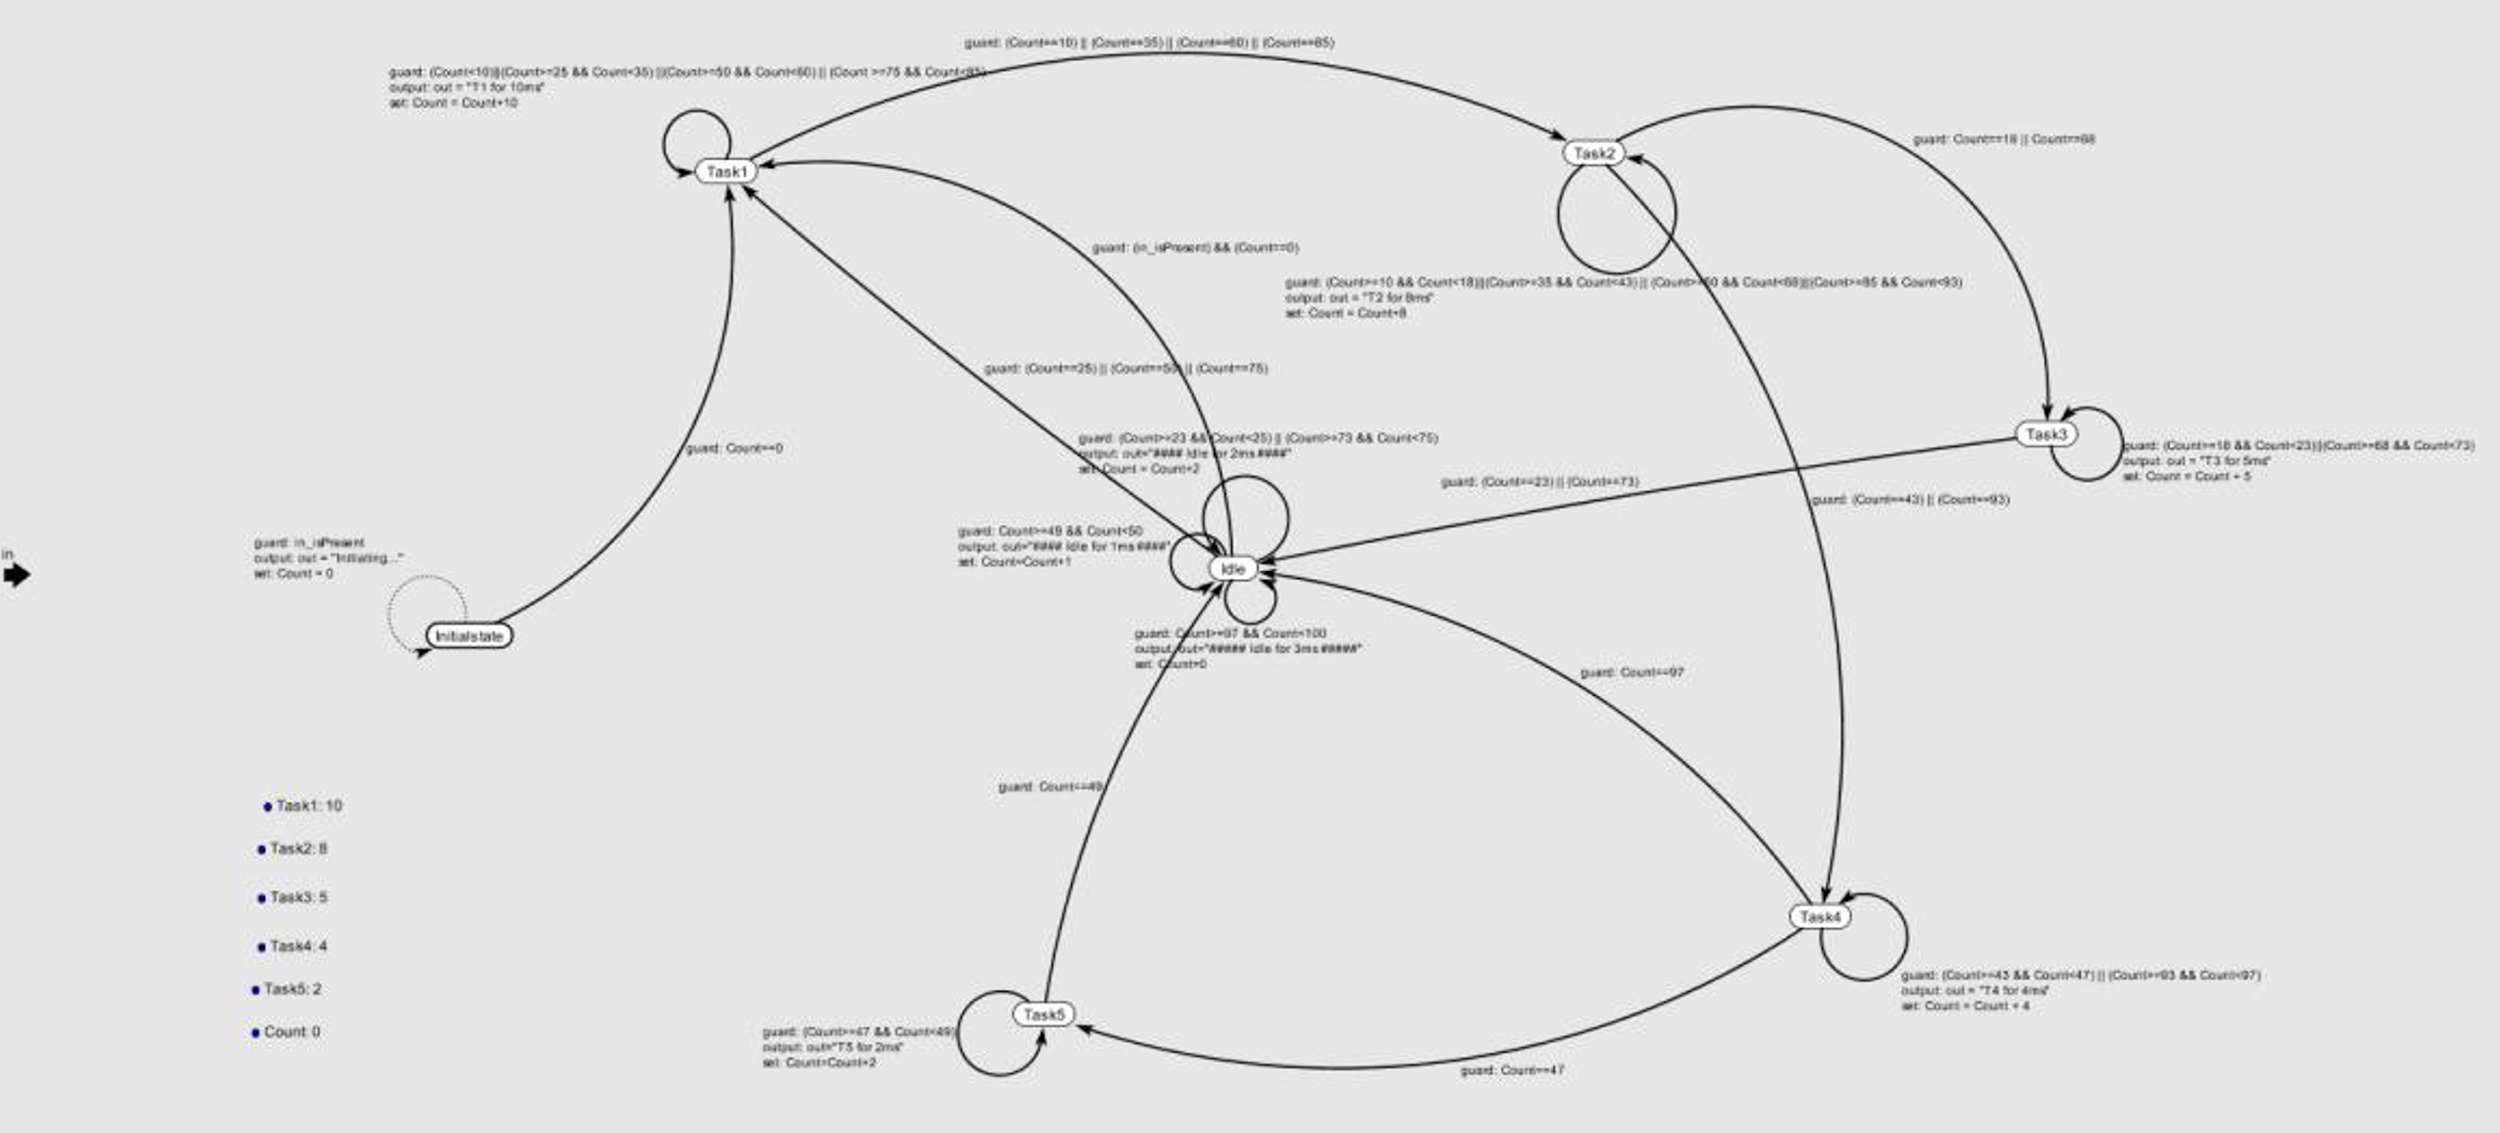 guard: (Count==10) || (Count==35) || (Count==60) || (Count==85)
guard: (Count<10)||(Count>=25 && Count<35) ||(Count>=50 && Count<60) || (Count >=75 && Count<85)
output: out = "T1 for 10ms"
set: Count = Count+10
Task1
Task2
guard: Count==18 || Count==68
guard: (in_isPresent) && (Count==0)
guard: (Count>=10 && Count<18)||(Count>=35 && Count<43) || (Count>=60 && Count<68)||(Count>=85 && Count<93)
output: out = "T2 for 8ms"
set: Count = Count+8
guard: (Count==25) || (Count==50) || (Count==75)
Task3
guard: (Count>=18 && Count<23)||(Count>=68 && Count<73)
output: out = "T3 for 5ms"
set: Count = Count + 5
guard: Count==0
guard: (Count>=23 && Count<25) || (Count>=73 && Count<75)
output: out="#### Idle for 2ms ####"
set: Count = Count+2
guard: (Count==23) || (Count==73)
guard: (Count==43) || (Count==93)
guard: Count>=49 && Count<50
output: out="#### Idle for 1ms ####"
set: Count=Count+1
Idle
in
guard: in_isPresent
output: out = "Initiating..."
set: Count = 0
Initialstate
guard: Count>=97 && Count<100
output: out="##### Idle for 3ms #####"
set: Count=0
guard: Count==97
guard: Count==49
Task1: 10
Task2: 8
Task3: 5
Task4: 4
Task5: 2
Count: 0
Task4
guard: (Count>=43 && Count<47) || (Count>=93 && Count<97)
output: out = "T4 for 4ms"
set: Count = Count + 4
Task5
guard: (Count>=47 && Count<49)
output: out="T5 for 2ms"
set: Count=Count+2
guard: Count==47